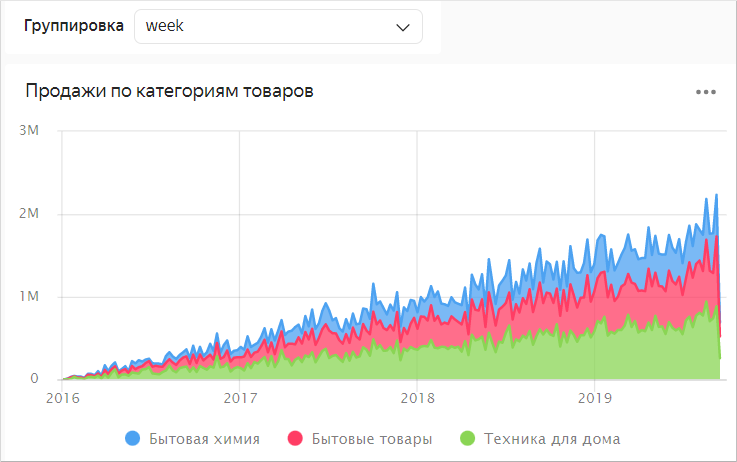 Группировка week
Продажи по категориям товаров
3M
2M
1M
0
2016 2017 2018 2019
Бытовая химия Бытовые товары Техника для дома